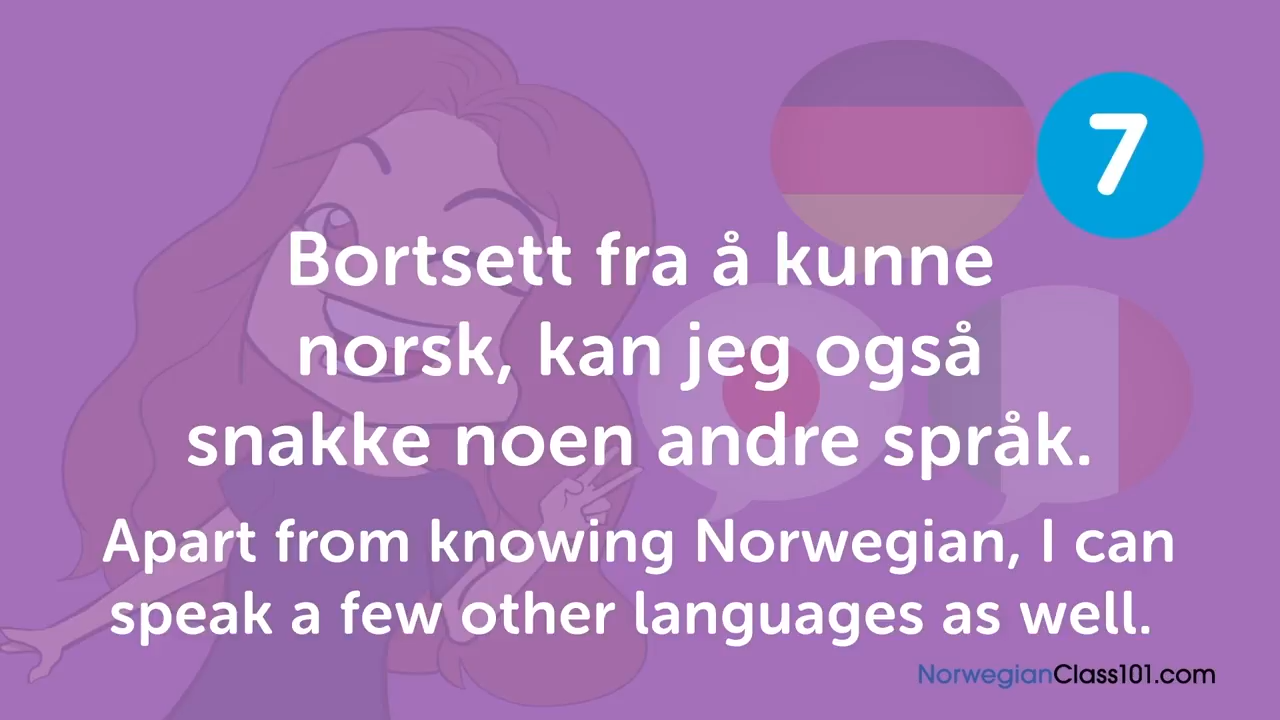 7
Bortsett fra å kunne
norsk, kan jeg også
snakke noen andre språk.
Apart from knowing Norwegian, I can
speak a few other languages as well.
NorwegianClass101.com